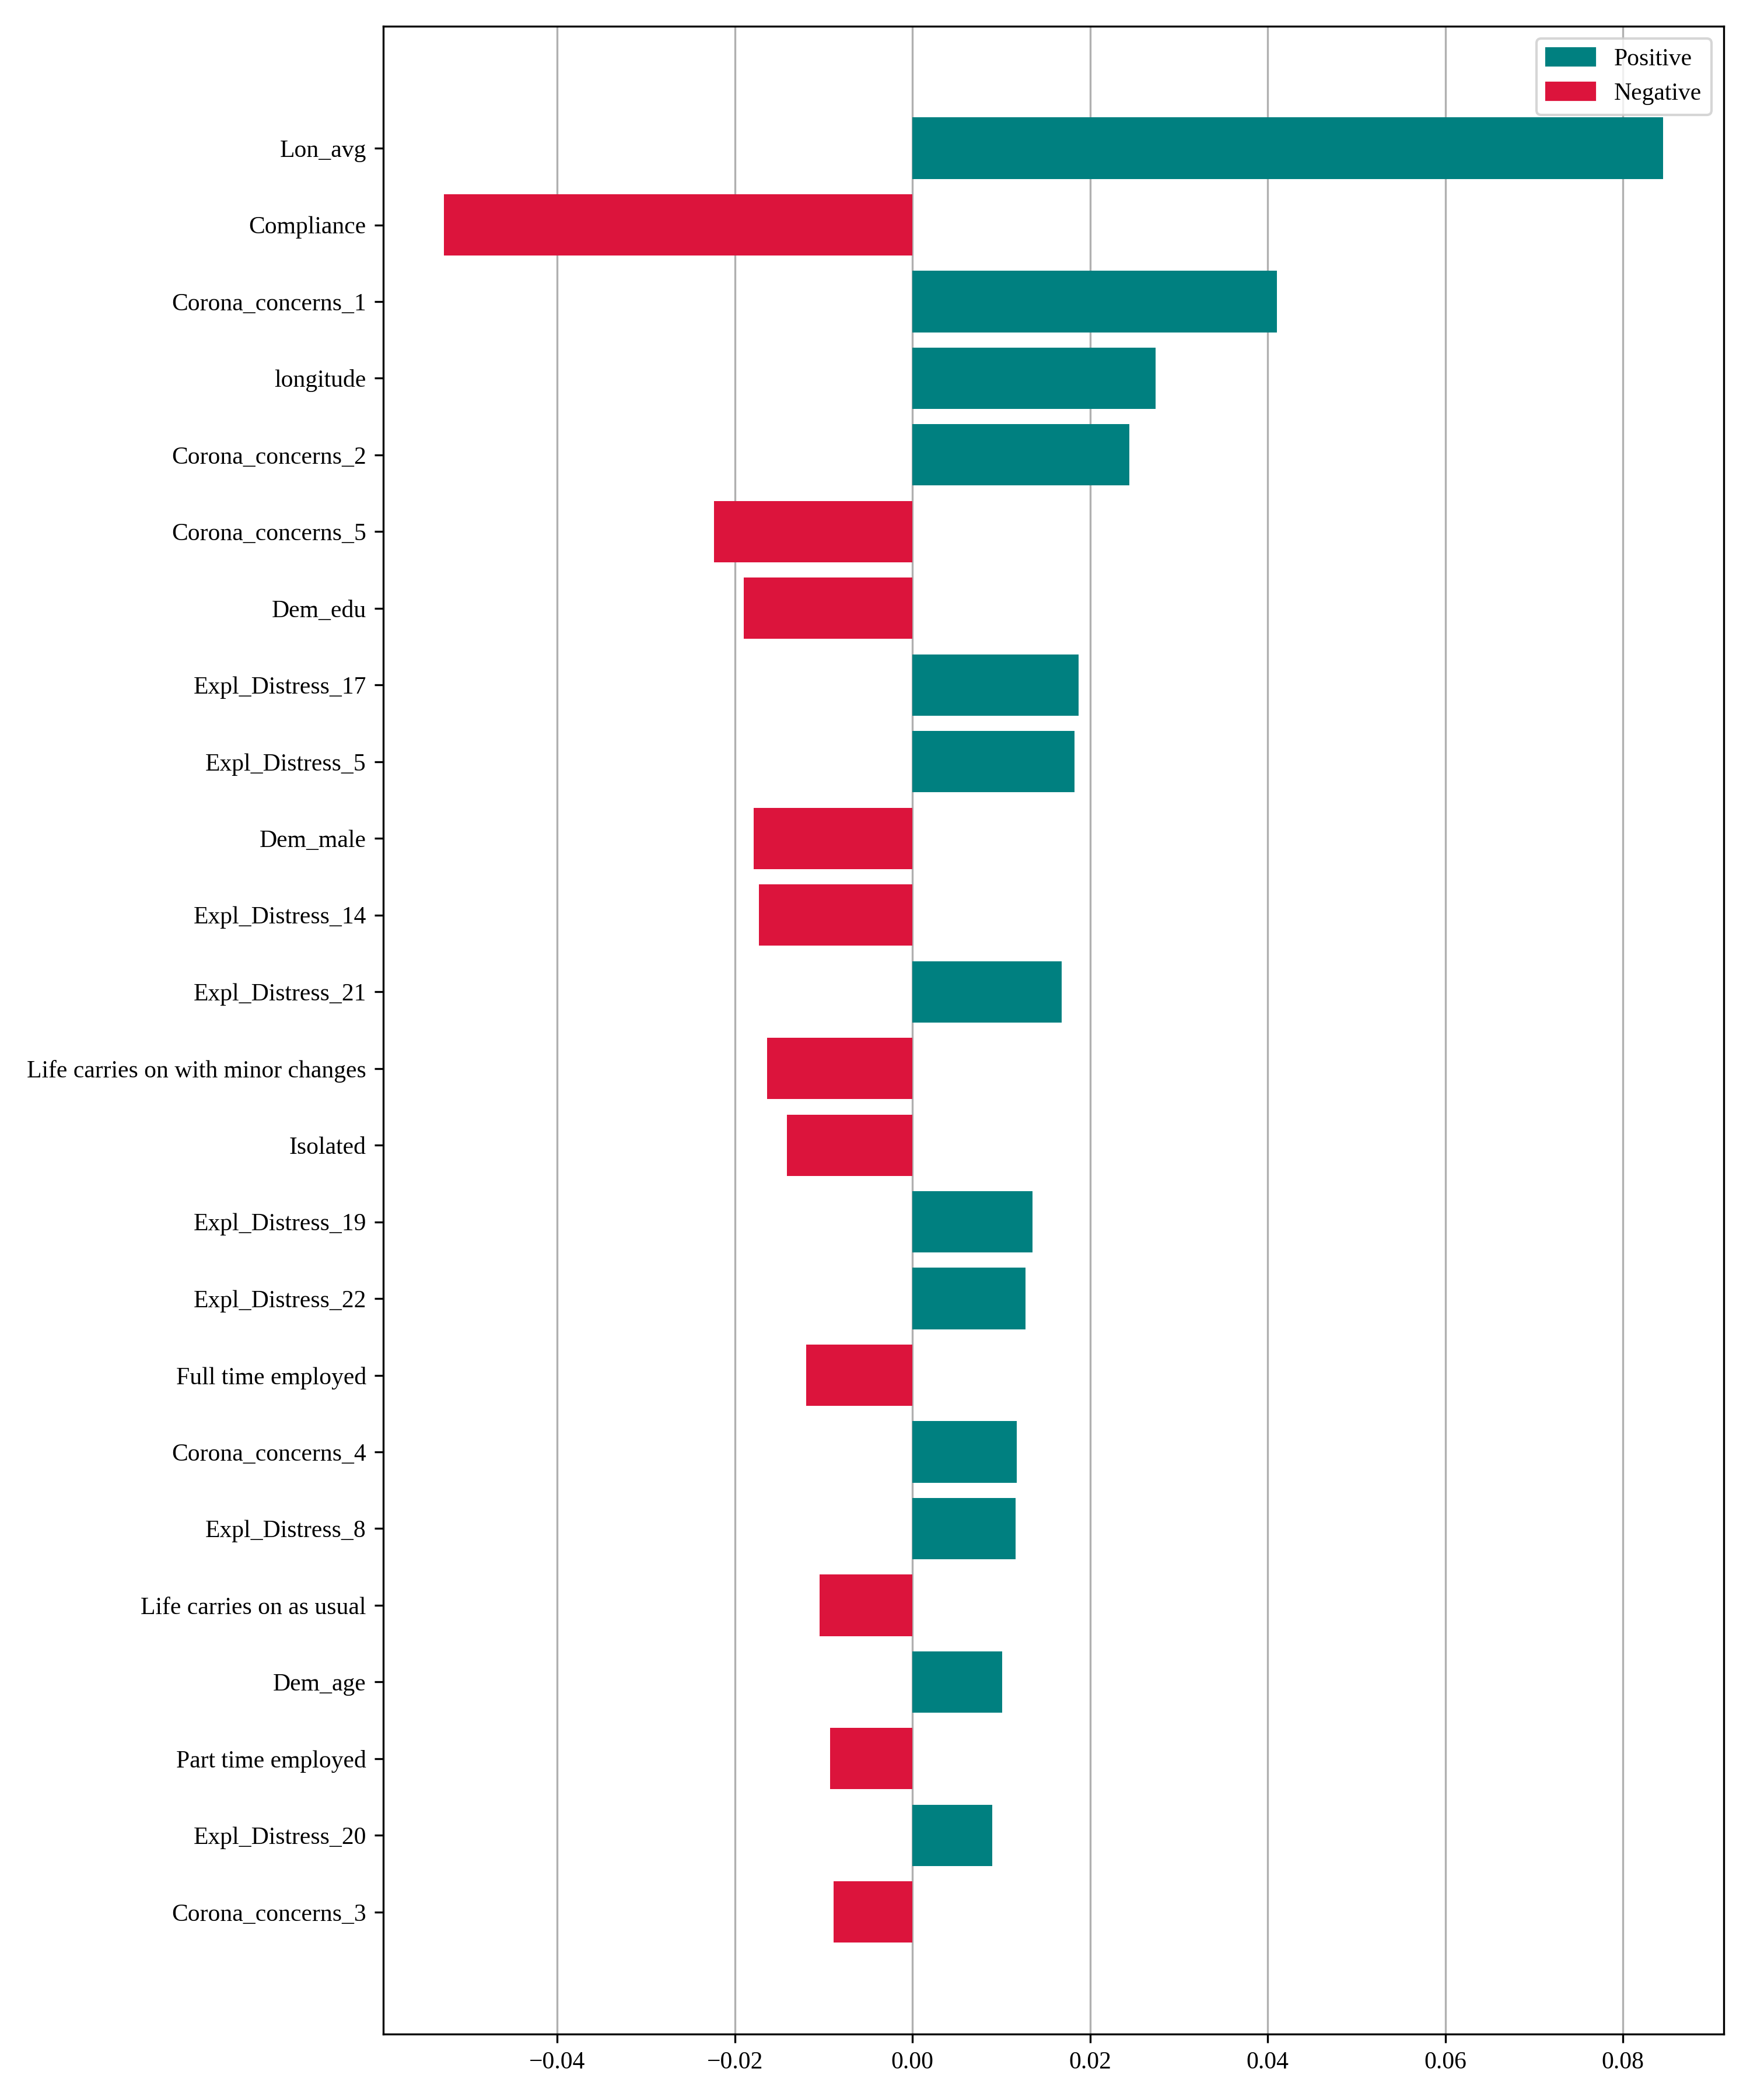 Positive
Negative
Lon_avg
Compliance
Corona_concerns_1
longitude
Corona_concerns_2
Corona_concerns_5
Dem_edu
Expl_Distress_17
Expl_Distress_5
Dem_male
Expl_Distress_14
Expl_Distress_21
Life carries on with minor changes
Isolated
Expl_Distress_19
Expl_Distress_22
Full time employed
Corona_concerns_4
Expl_Distress_8
Life carries on as usual
Dem_age
Part time employed
Expl_Distress_20
Corona_concerns_3
−0.04 −0.02 0.00 0.02 0.04 0.06 0.08